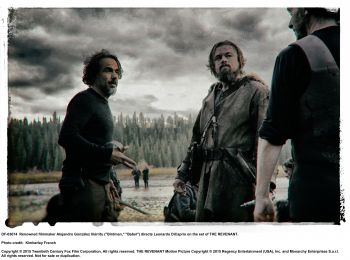 DF-03614  Renowned filmmaker Alejandro González Iñárritu ("Birdman," "Babel") directs Leonardo DiCaprio on the set of THE REVENANT.
Photo credit:  Kimberley French
Copyright © 2015 Twentieth Century Fox Film Corporation. All rights reserved. THE REVENANT Motion Picture Copyright © 2015 Regency Entertainment (USA), Inc. and Monarchy Enterprises S.a.r.l.
All rights reserved. Not for sale or duplication.